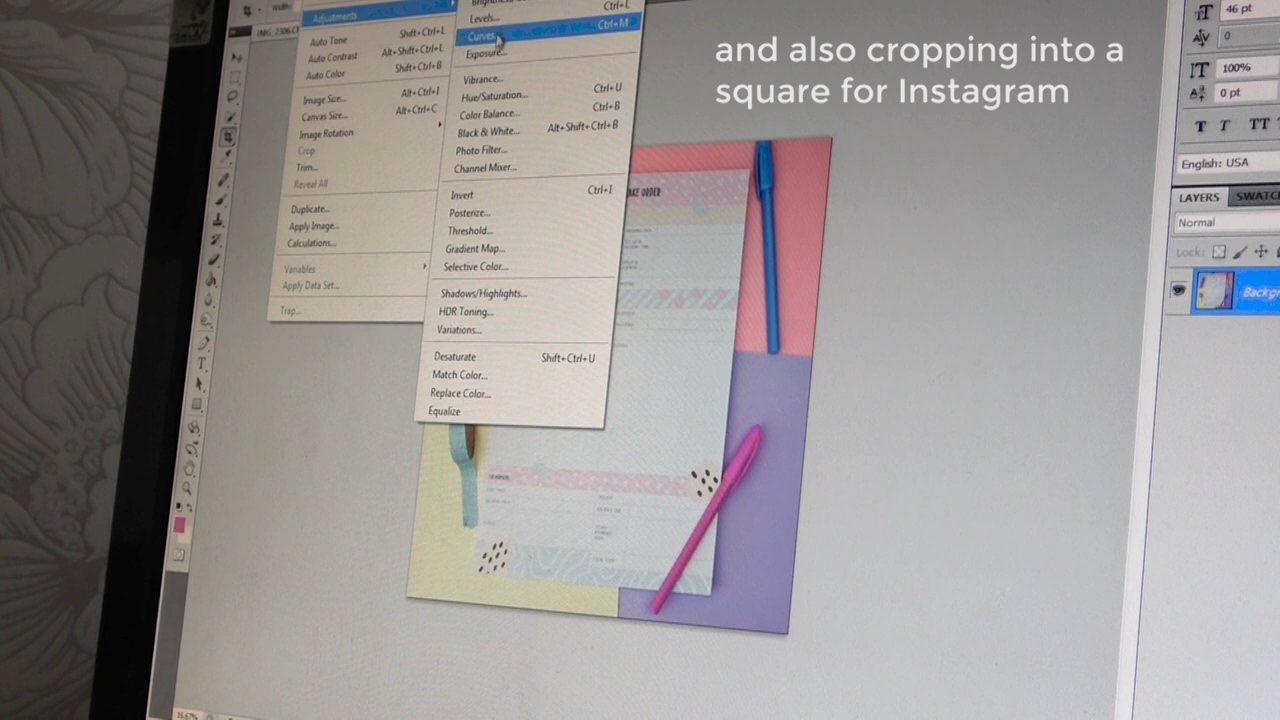 and also cropping into a
square for Instagram
Adjustments
Auto Tone Shift+Ctrl+L
Auto Contrast Alt+Shift+Ctrl+L
Auto Color Shift+Ctrl+B
Image Size... Alt+Ctrl+I
Canvas Size... Alt+Ctrl+C
Image Rotation
Crop
Trim...
Reveal All
Duplicate...
Apply Image...
Calculations...
Variables
Apply Data Set...
Trap...
Levels... Ctrl+L
Curves... Ctrl+M
Exposure...
Vibrance...
Hue/Saturation... Ctrl+U
Color Balance... Ctrl+B
Black & White... Alt+Shift+Ctrl+B
Photo Filter...
Channel Mixer...
Invert Ctrl+I
Posterize...
Threshold...
Gradient Map...
Selective Color...
Shadows/Highlights...
HDR Toning...
Variations...
Desaturate Shift+Ctrl+U
Match Color...
Replace Color...
Equalize
ORDER
46 pt
0
100%
0 pt
T T TT
English: USA
LAYERS
Normal
Lock: